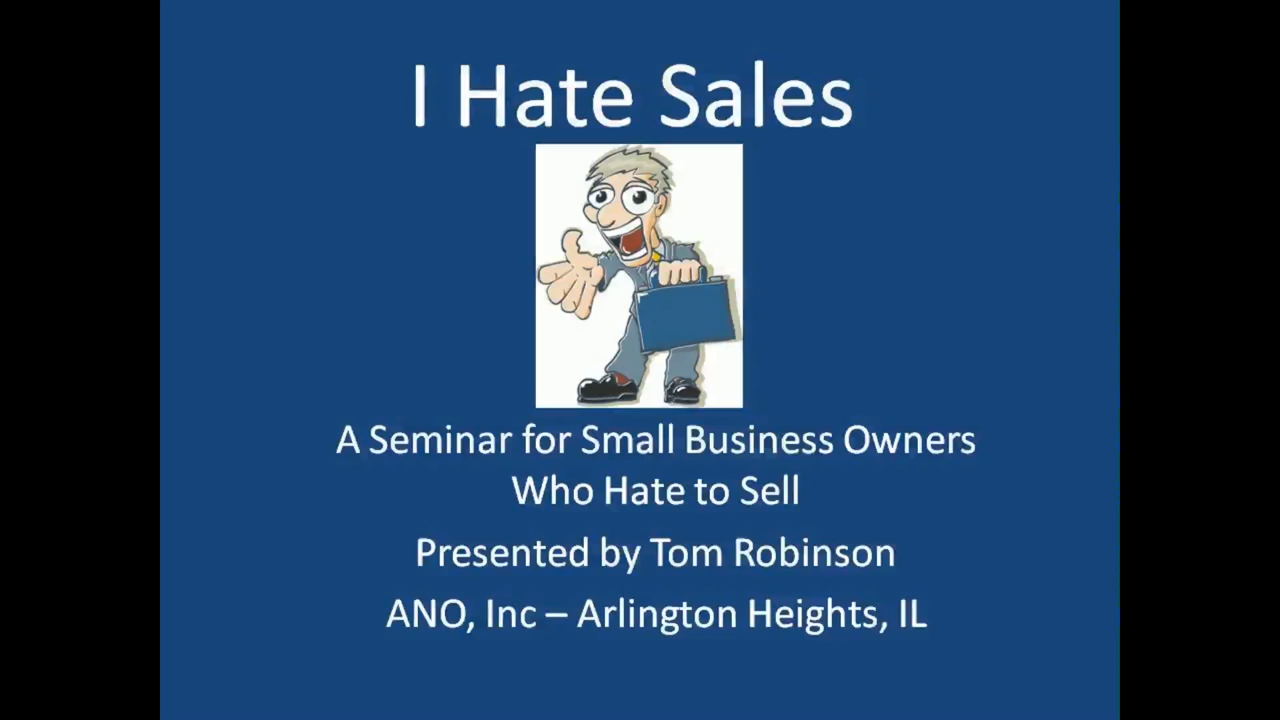 I Hate Sales
A Seminar for Small Business Owners
Who Hate to Sell
Presented by Tom Robinson
ANO, Inc – Arlington Heights, IL